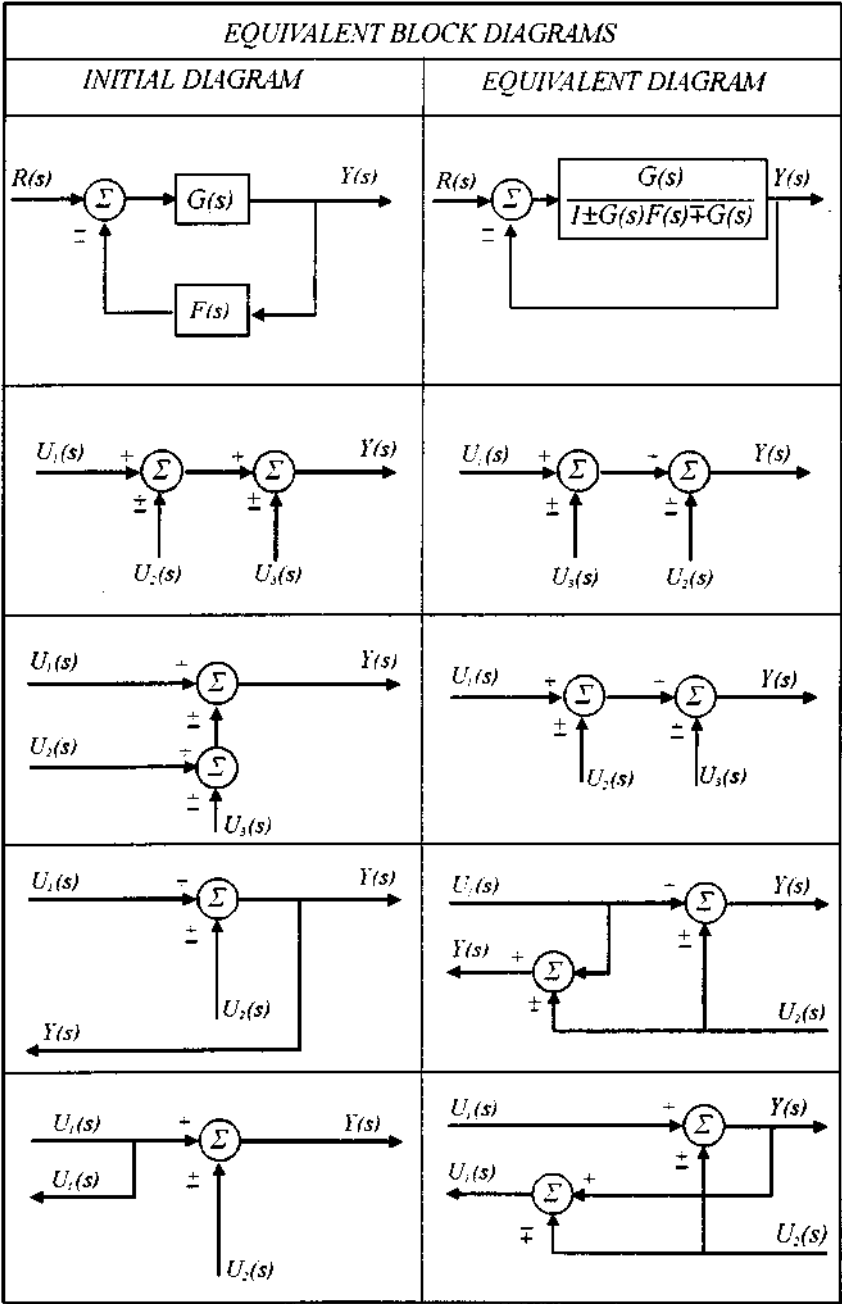 EQUIVALENT BLOCK DIAGRAMS
INITIAL DIAGRAM
EQUIVALENT DIAGRAM
R(s)
Σ
∓
G(s)
Y(s)
F(s)
R(s)
Σ
∓
G(s)
1±G(s)F(s)∓G(s)
Y(s)
U₁(s) + Σ + Σ Y(s)
± ±
U₂(s) U₃(s)
U₁(s) + Σ + Σ Y(s)
± ±
U₃(s) U₂(s)
U₁(s) + Σ Y(s)
±
U₂(s) + Σ
±
U₃(s)
U₁(s) + Σ + Σ Y(s)
± ±
U₂(s) U₃(s)
U₁(s) + Σ Y(s)
±
U₂(s)
Y(s)
U₁(s) + Σ Y(s)
±
Y(s) + Σ
±
U₂(s)
U₁(s) + Σ Y(s)
U₁(s) ±
U₂(s)
U₁(s) + Σ Y(s)
±
U₁(s) Σ +
∓
U₂(s)